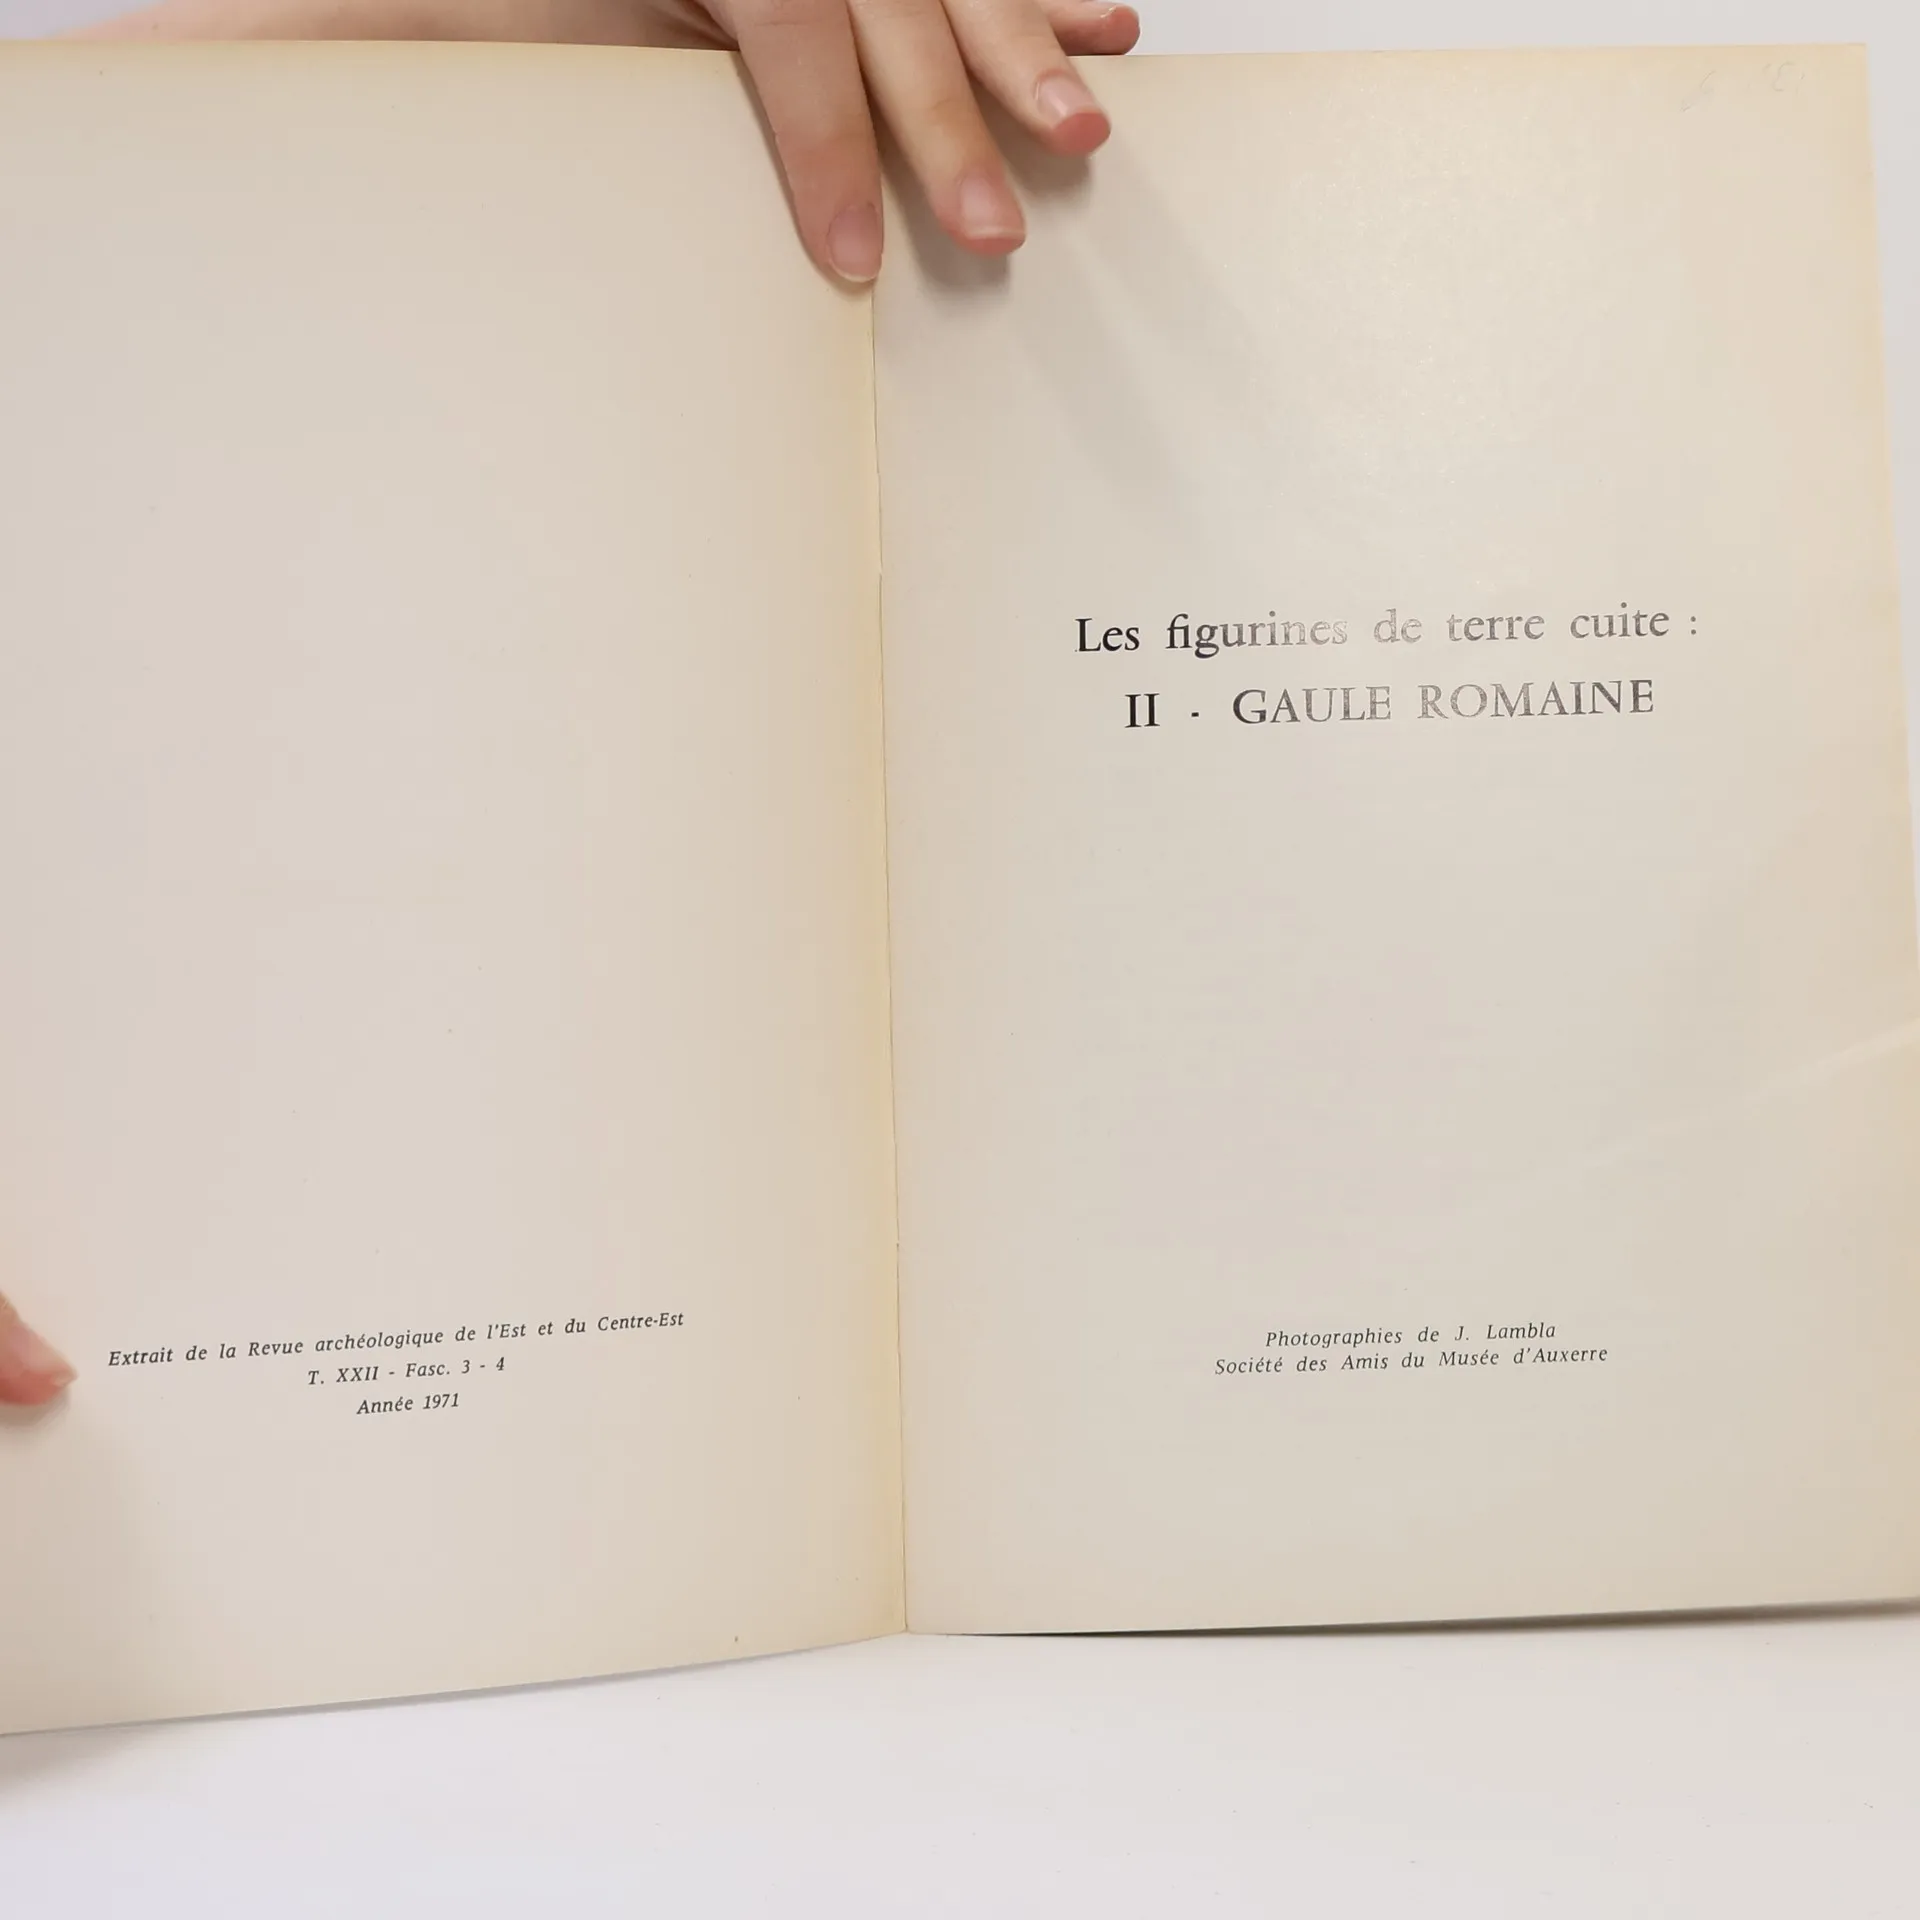 Extrait de la Revue archéologique de l'Est et du Centre-Est
T. XXII - Fasc. 3 - 4
Année 1971
Les figurines de terre cuite :
II - GAULE ROMAINE
Photographies de J. Lambla
Société des Amis du Musée d'Auxerre